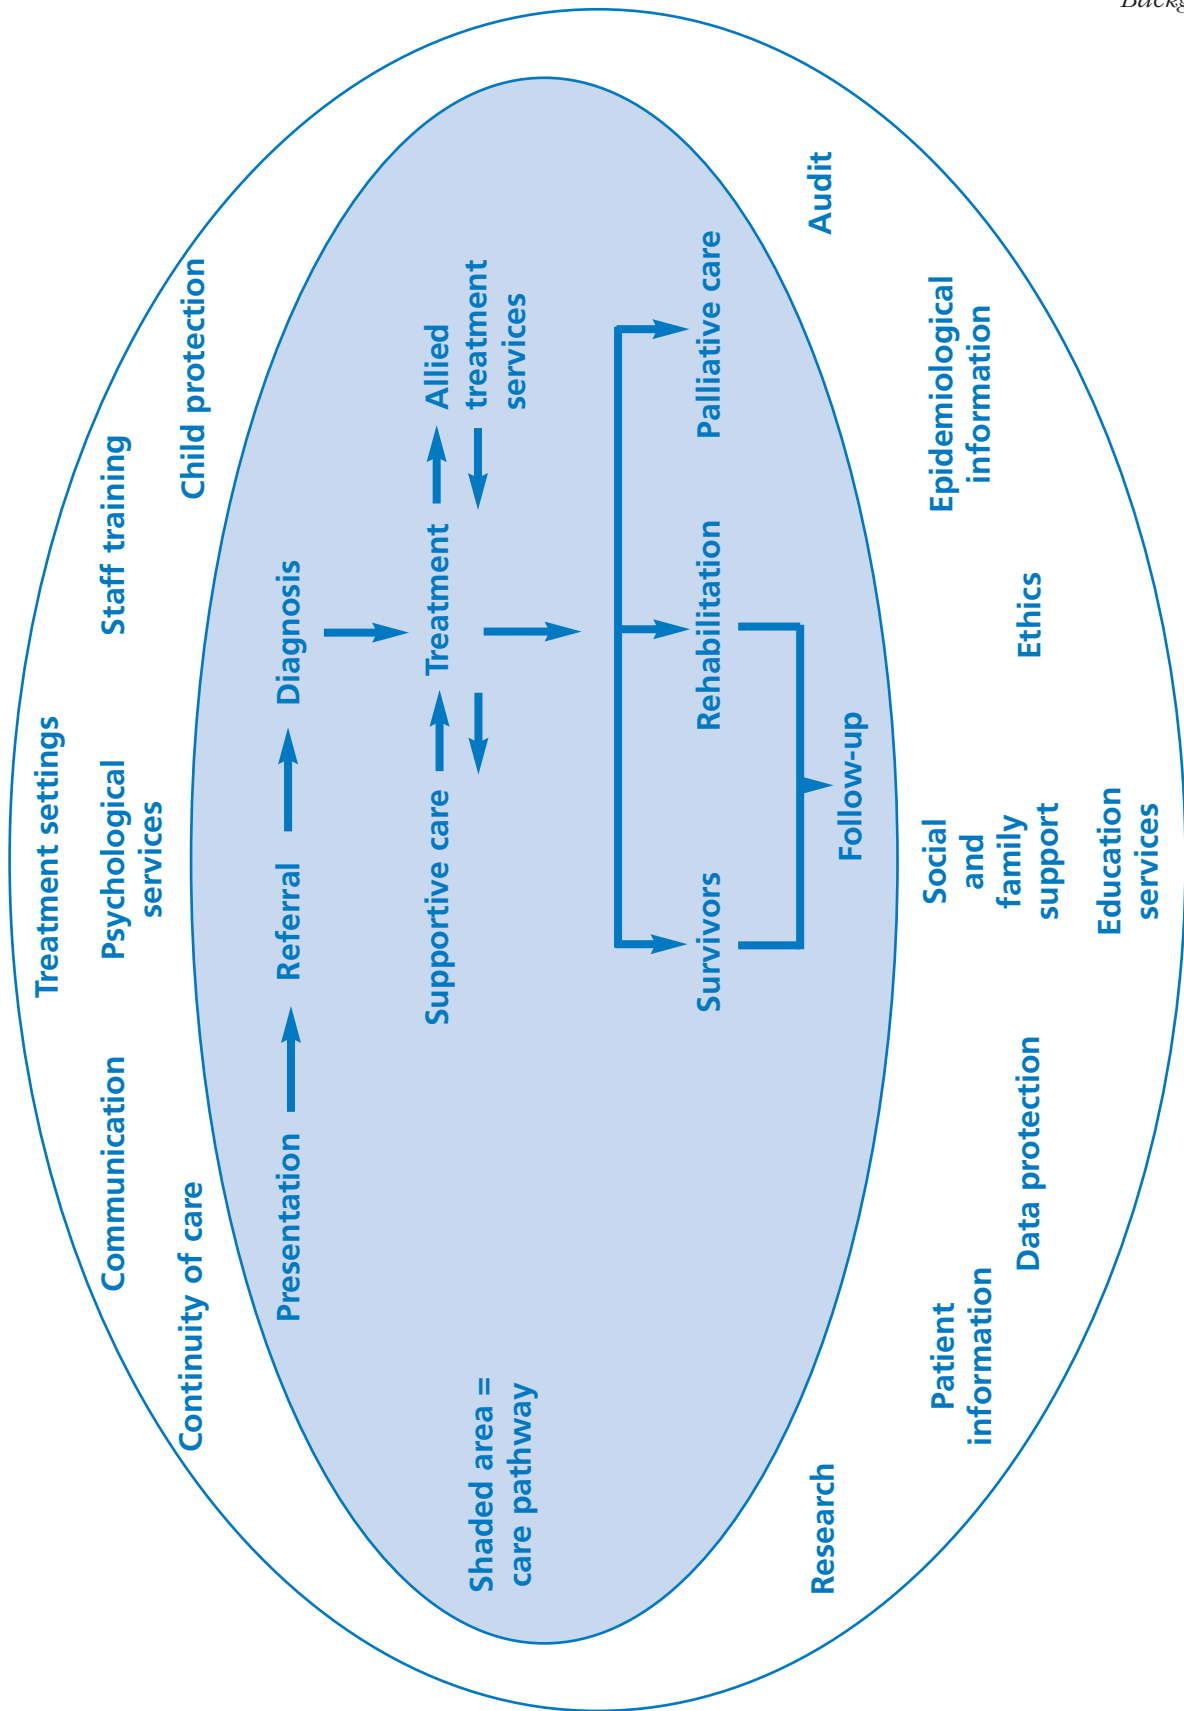 Backg
Treatment settings
Communication
Psychological
services
Staff training
Continuity of care
Child protection
Presentation
Referral
Diagnosis
Supportive care
Treatment
Allied
treatment
services
Shaded area =
care pathway
Survivors
Rehabilitation
Palliative care
Follow-up
Research
Audit
Patient
information
Social
and
family
support
Epidemiological
information
Data protection
Ethics
Education
services